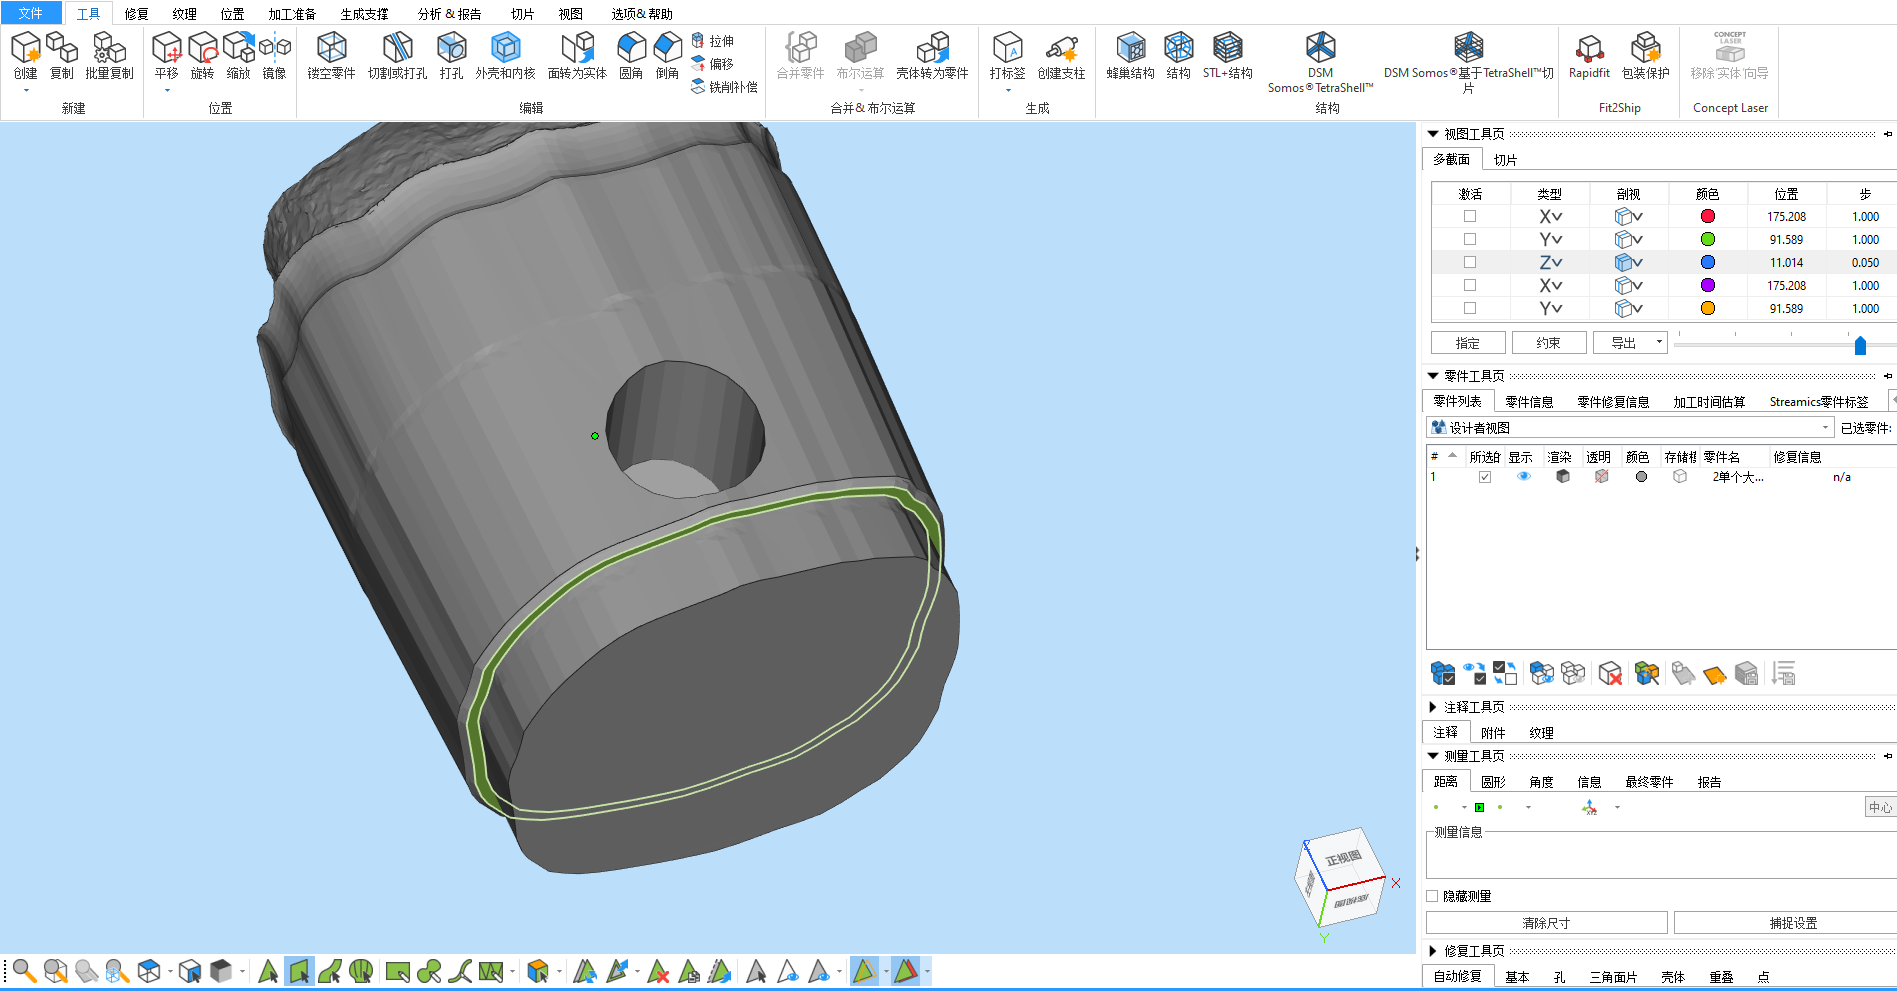 文件 工具 修复 纹理 位置 加工准备 生成支撑 分析 & 报告 切片 视图 选项& 帮助
创建 复制 批量复制 平移 旋转 缩放 镜像 镂空零件 切割或打孔 打孔 外壳和内核 面转为实体 圆角 倒角 拉伸 偏移 铣削补偿 合并零件 布尔运算 壳体转为零件 打标签 创建支柱 蜂巢结构 结构 STL+结构 DSM Somos®TetraShell™ DSM Somos®基于TetraShell™切片 Rapidfit 包装保护 CONCEPT LASER 移除'实体'向导
新建 位置 编辑 合并& 布尔运算 生成 结构 Fit2Ship Concept Laser
视图工具页
多截面 切片
激活 类型 剖视 颜色 位置 步
X 175.208 1.000
Y 91.589 1.000
Z 11.014 0.050
X 175.208 1.000
Y 91.589 1.000
指定 约束 导出
零件工具页
零件列表 零件信息 零件修复信息 加工时间估算 Streamics零件标签
设计者视图 已选零件:
# 显示 渲染 透明 颜色 零件名 修复信息
1 2单个大... n/a
注释工具页
注释 附件 纹理
测量工具页
距离 圆形 角度 信息 最终零件 报告
XYZ 中心
测量信息
隐藏测量
清除尺寸 捕捉设置
修复工具页
自动修复 基本 孔 三角面片 壳体 重叠 点
正视图
Z
X
Y